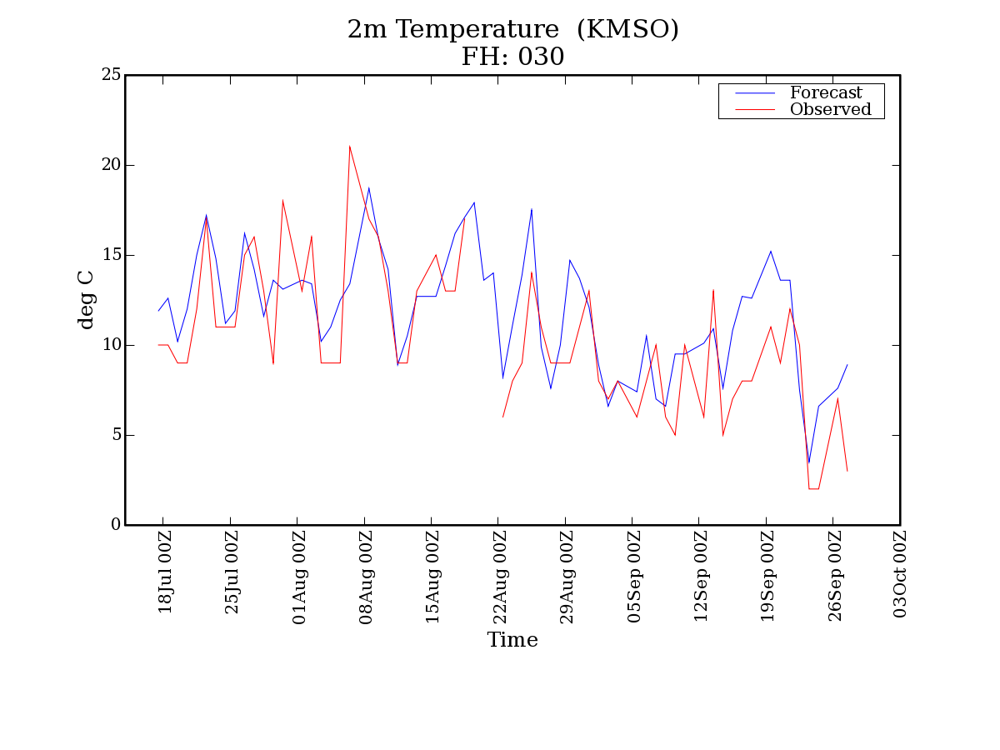 2m Temperature  (KMSO)
FH: 030
Forecast
Observed
25
20
15
10
5
0
deg C
18Jul 00Z
25Jul 00Z
01Aug 00Z
08Aug 00Z
15Aug 00Z
22Aug 00Z
29Aug 00Z
05Sep 00Z
12Sep 00Z
19Sep 00Z
26Sep 00Z
03Oct 00Z
Time